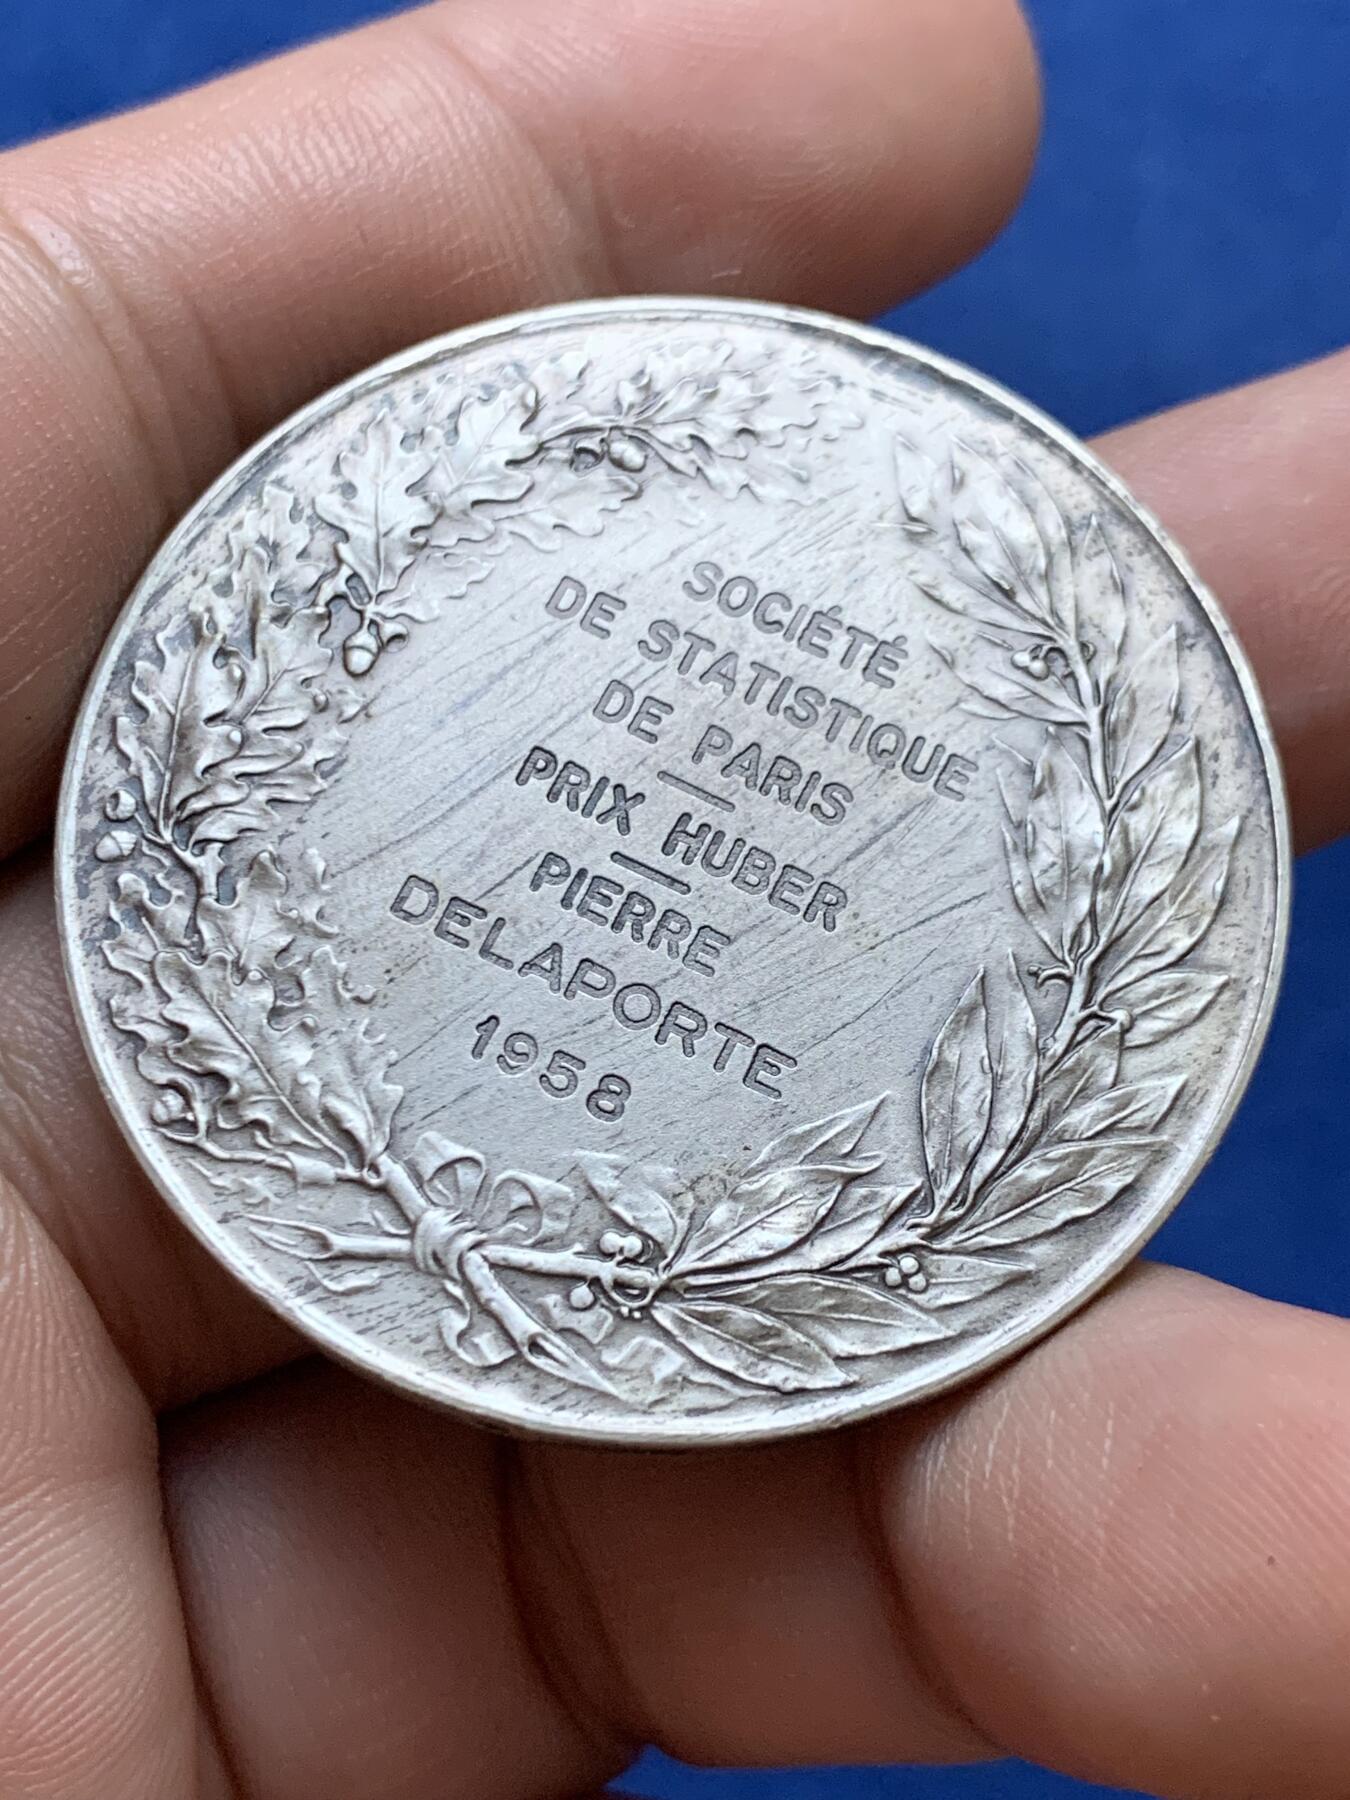 SOCIÉTÉ
DE STATISTIQUE
DE PARIS
PRIX HUBER
PIERRE
DELAPORTE
1958